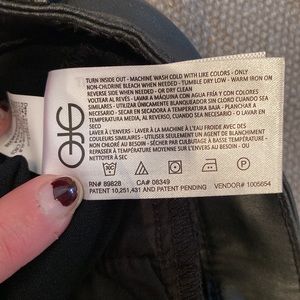 TURN INSIDE OUT - MACHINE WASH COLD WITH LIKE COLORS - ONLY
NON-CHLORINE BLEACH WHEN NEEDED - TUMBLE DRY LOW - WARM IRON ON
REVERSE SIDE WHEN NEEDED - OR DRY CLEAN
VOLTEAR AL REVÉS - LAVAR A MÁQUINA CON AGUA FRÍA Y CON COLORES
SIMILARES - UTILIZAR ÚNICAMENTE BLANQUEADOR SIN CLORO CUANDO SEA
NECESARIO - SECAR EN SECADORA A TEMPERATURA BAJA - PLANCHAR A
TEMPERATURA MEDIA, AL REVERSO, CUANDO SEA NECESARIO - O LAVAR EN
SECO
LAVER À L'ENVERS - LAVER À LA MACHINE À L'EAU FROIDE AVEC DES
COULEURS SIMILAIRES - UTILISER SEULEMENT UN AGENT DE BLANCHIMENT
SANS CHLORE AU BESOIN - SÉCHER PAR CULBUTAGE À BASSE TEMPÉRATURE -
REPASSER À TEMPÉRATURE MOYENNE SUR L'ENVERS AU BESOIN - OU
NETTOYER À SEC
RN# 89828 CA# 08349 VENDOR# 1005654
PATENT 10,251,431 AND PATENT PENDING